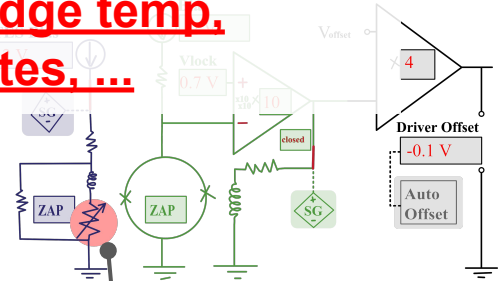 dge temp,
tes, ...
V
Voffset
Vlock
0.7 V
+
10
4
−
closed
SG
Driver Offset
-0.1 V
ZAP
ZAP
SG
Auto
Offset